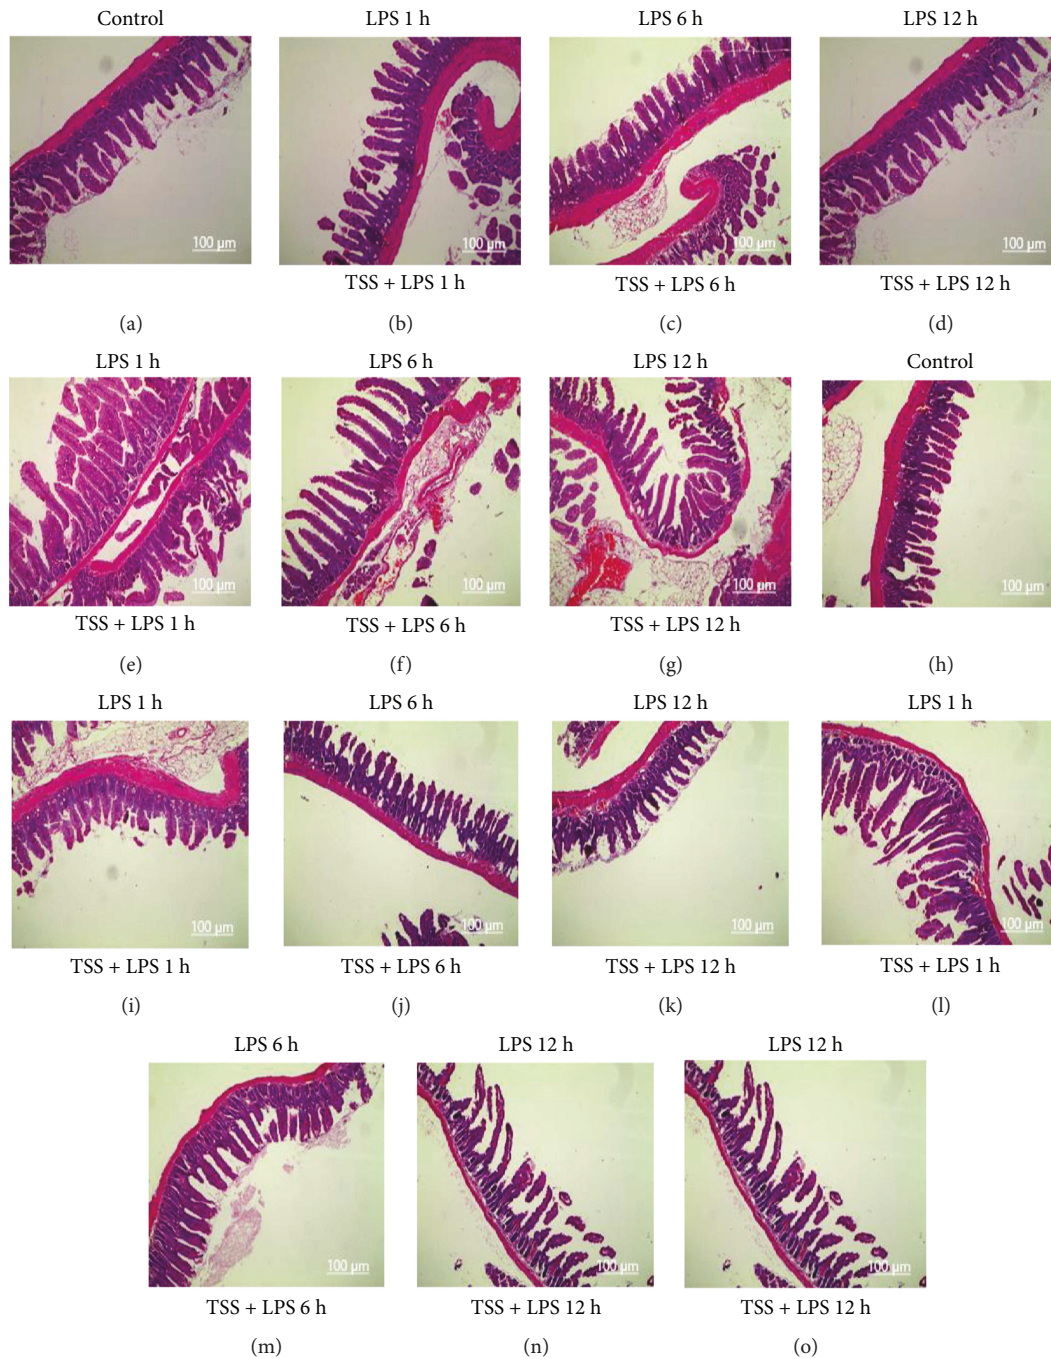 Control LPS 1 h LPS 6 h LPS 12 h
100 μm 100 μm 100 μm 100 μm
TSS + LPS 1 h TSS + LPS 6 h TSS + LPS 12 h
(a) (b) (c) (d)
LPS 1 h LPS 6 h LPS 12 h Control
100 μm 100 μm 100 μm 100 μm
TSS + LPS 1 h TSS + LPS 6 h TSS + LPS 12 h
(e) (f) (g) (h)
LPS 1 h LPS 6 h LPS 12 h LPS 1 h
100 μm 100 μm 100 μm 100 μm
TSS + LPS 1 h TSS + LPS 6 h TSS + LPS 12 h TSS + LPS 1 h
(i) (j) (k) (l)
LPS 6 h LPS 12 h LPS 12 h
100 μm 100 μm 100 μm
TSS + LPS 6 h TSS + LPS 12 h TSS + LPS 12 h
(m) (n) (o)